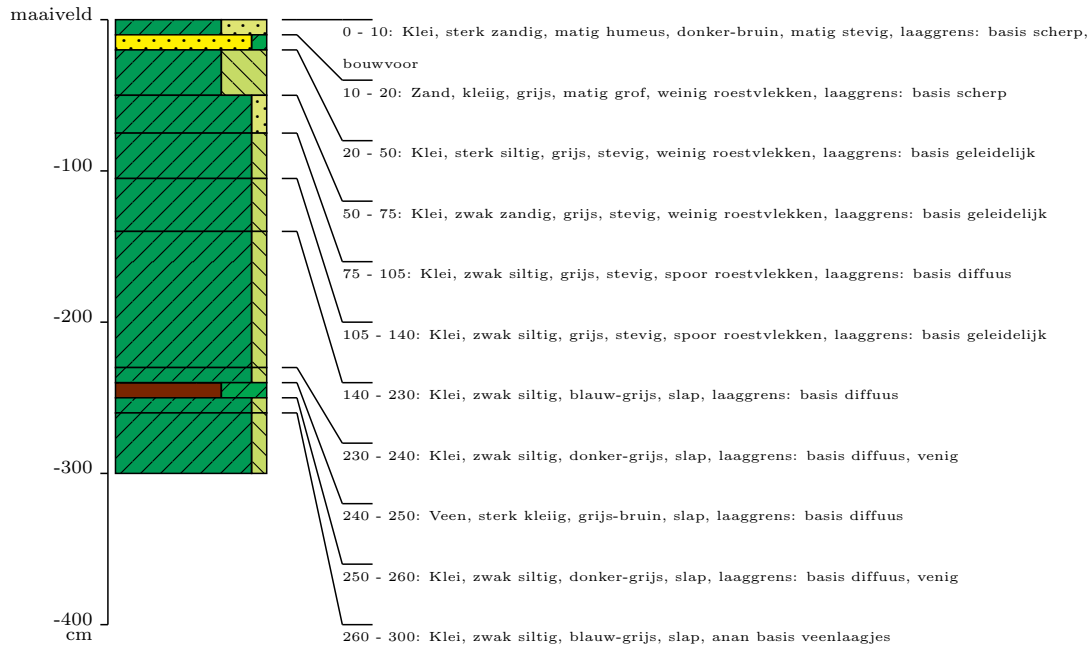 maaiveld
0 - 10: Klei, sterk zandig, matig humeus, donker-bruin, matig stevig, laaggrens: basis scherp,
bouwvoor
10 - 20: Zand, kleiig, grijs, matig grof, weinig roestvlekken, laaggrens: basis scherp
20 - 50: Klei, sterk siltig, grijs, stevig, weinig roestvlekken, laaggrens: basis geleidelijk
-100
50 - 75: Klei, zwak zandig, grijs, stevig, weinig roestvlekken, laaggrens: basis geleidelijk
75 - 105: Klei, zwak siltig, grijs, stevig, spoor roestvlekken, laaggrens: basis diffuus
-200
105 - 140: Klei, zwak siltig, grijs, stevig, spoor roestvlekken, laaggrens: basis geleidelijk
140 - 230: Klei, zwak siltig, blauw-grijs, slap, laaggrens: basis diffuus
230 - 240: Klei, zwak siltig, donker-grijs, slap, laaggrens: basis diffuus, venig
-300
240 - 250: Veen, sterk kleiig, grijs-bruin, slap, laaggrens: basis diffuus
250 - 260: Klei, zwak siltig, donker-grijs, slap, laaggrens: basis diffuus, venig
-400
cm
260 - 300: Klei, zwak siltig, blauw-grijs, slap, anan basis veenlaagjes